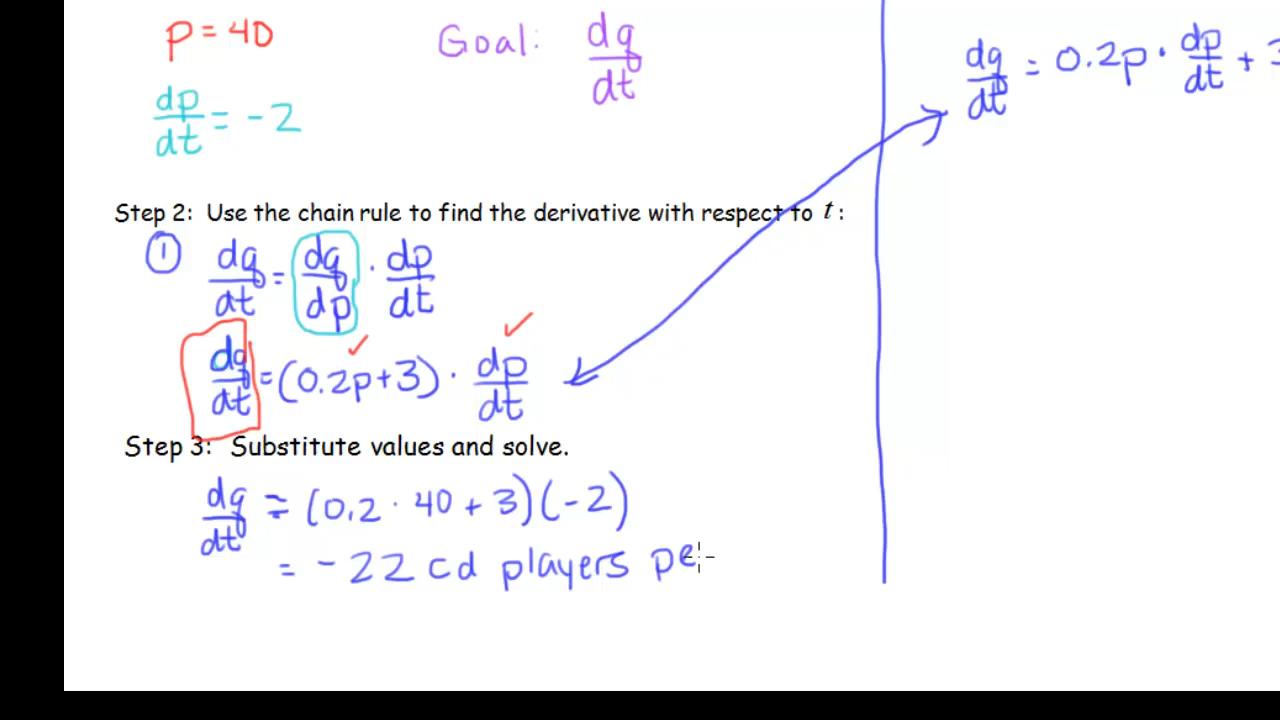 p = 40
Goal: dq/dt
dp/dt = -2
dq/dt = 0.2p · dp/dt + 3
Step 2: Use the chain rule to find the derivative with respect to t :
① dq/dt = dq/dp · dp/dt
dq/dt = (0.2p+3) · dp/dt
Step 3: Substitute values and solve.
dq/dt = (0.2 · 40 + 3)(-2)
= -22 cd players pe